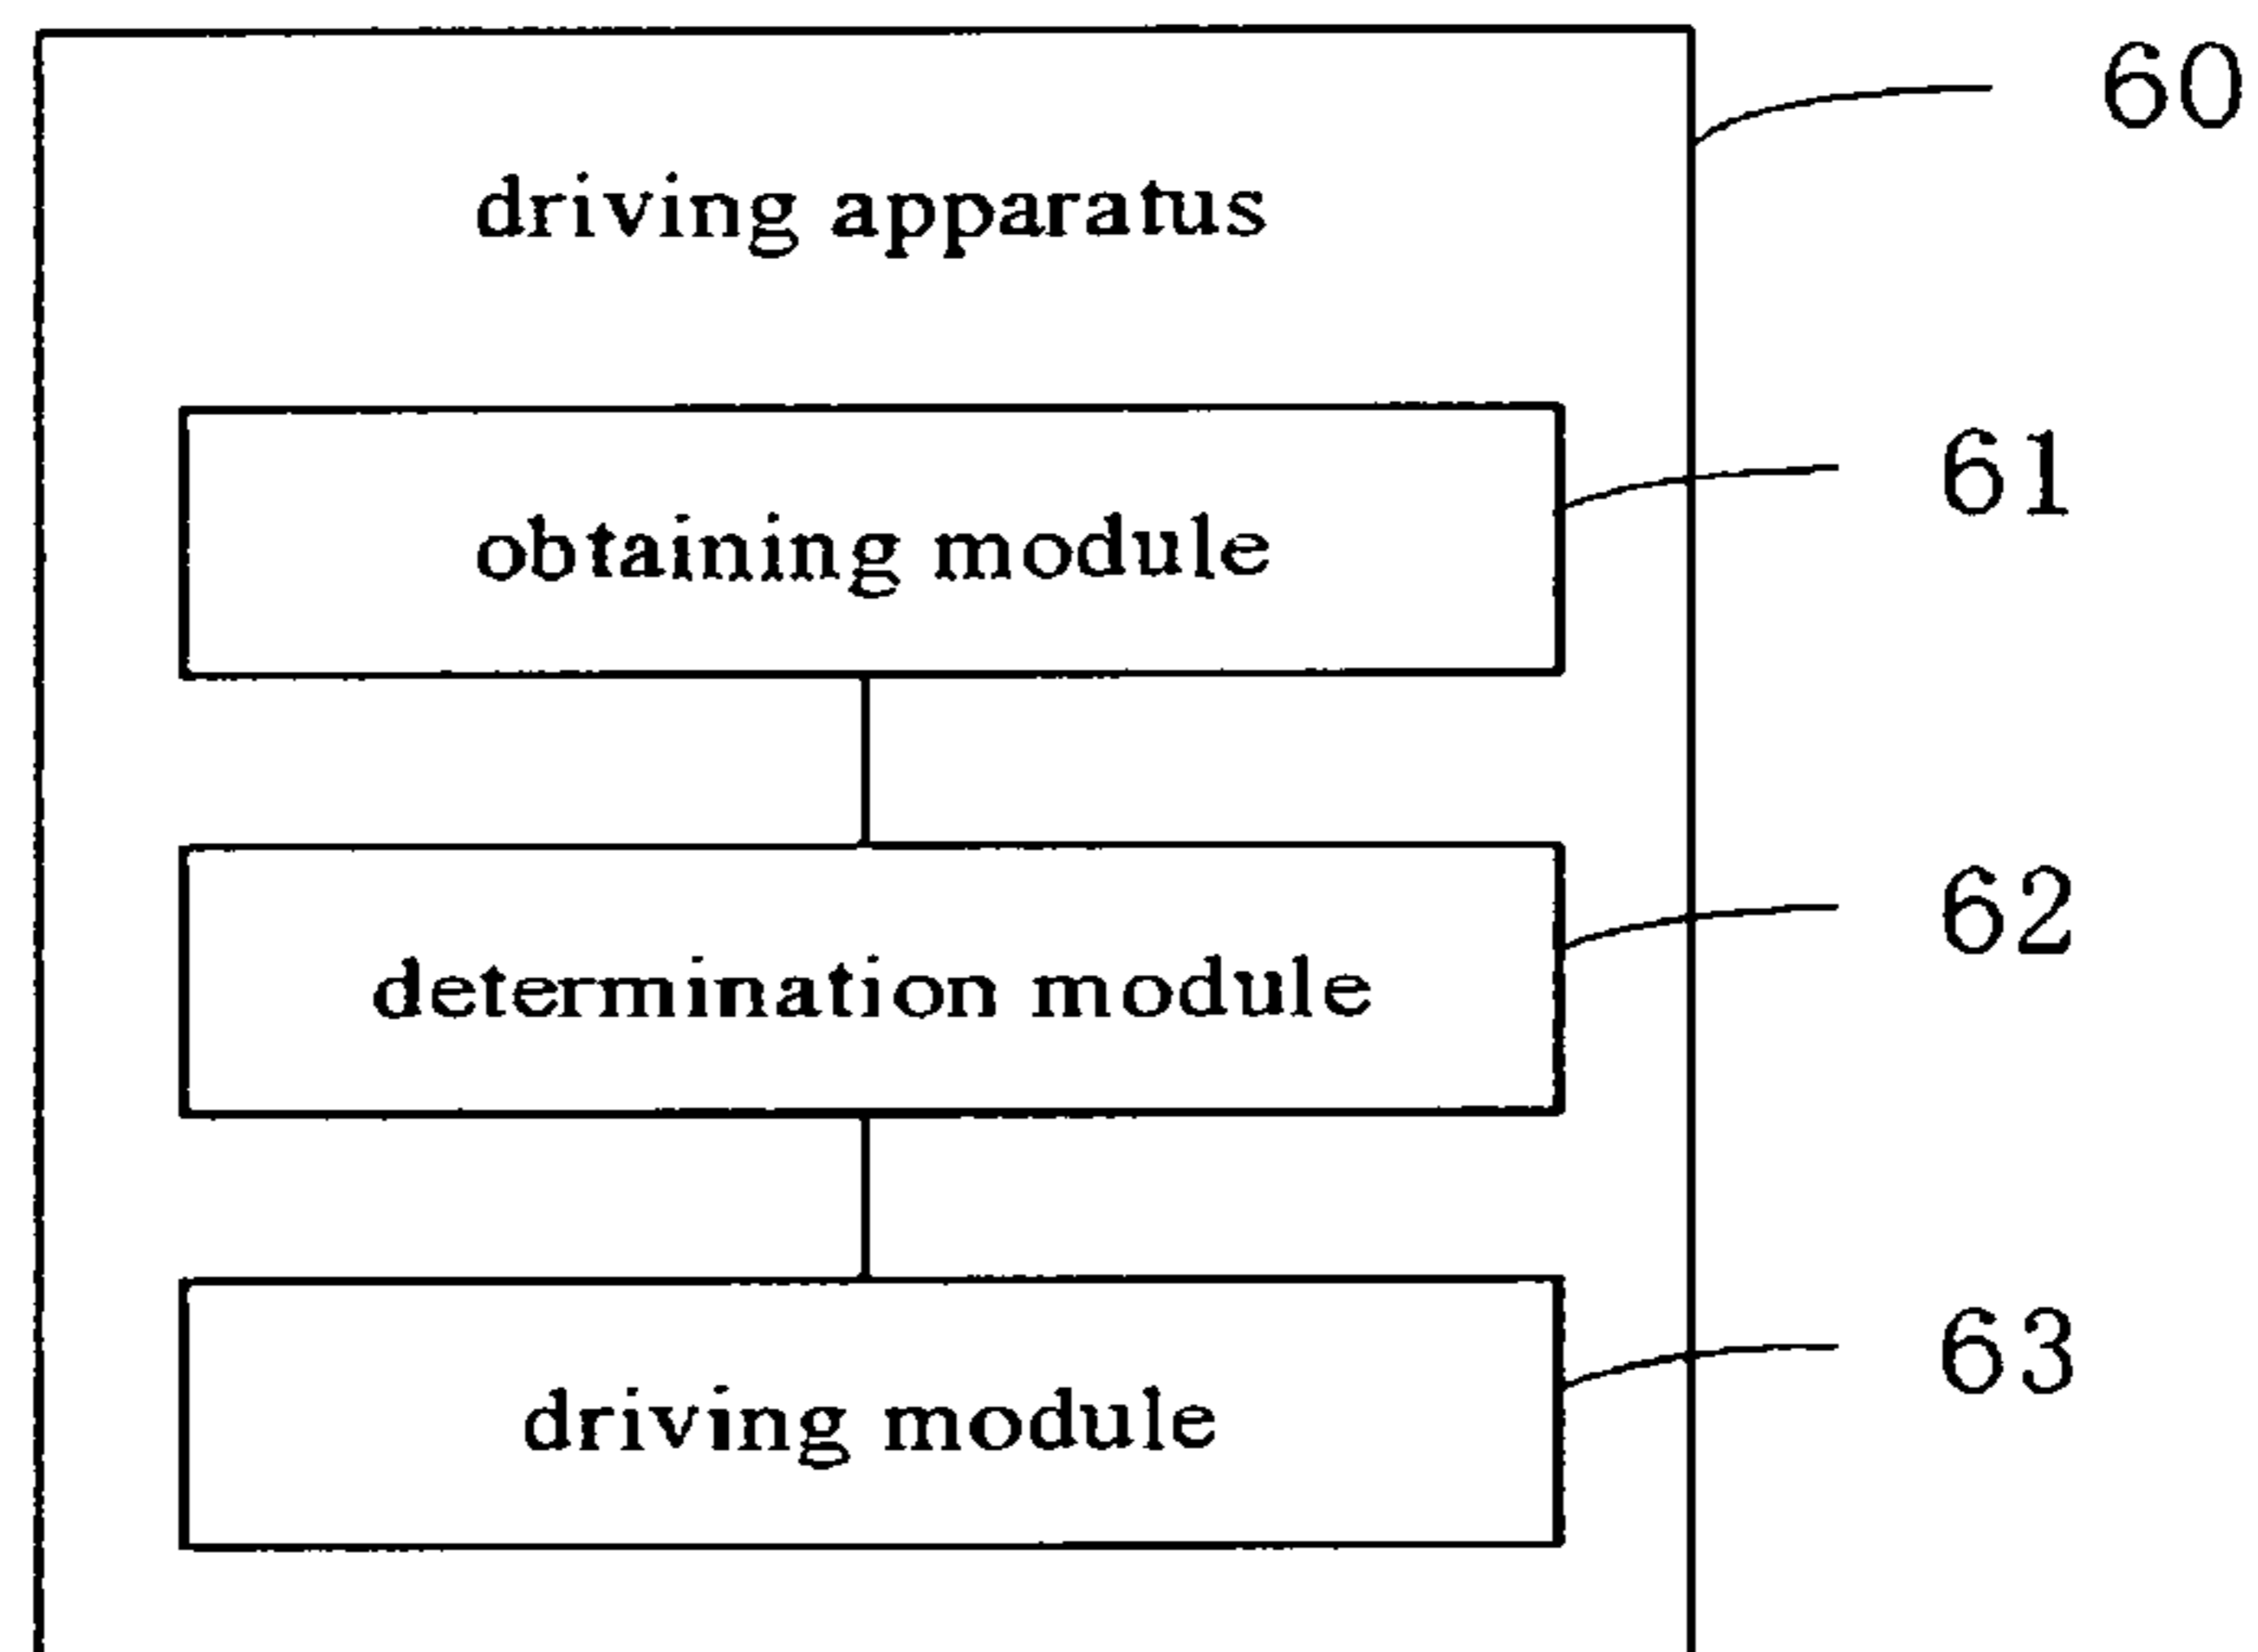 60
driving apparatus
61
obtaining module
62
determination module
63
driving module